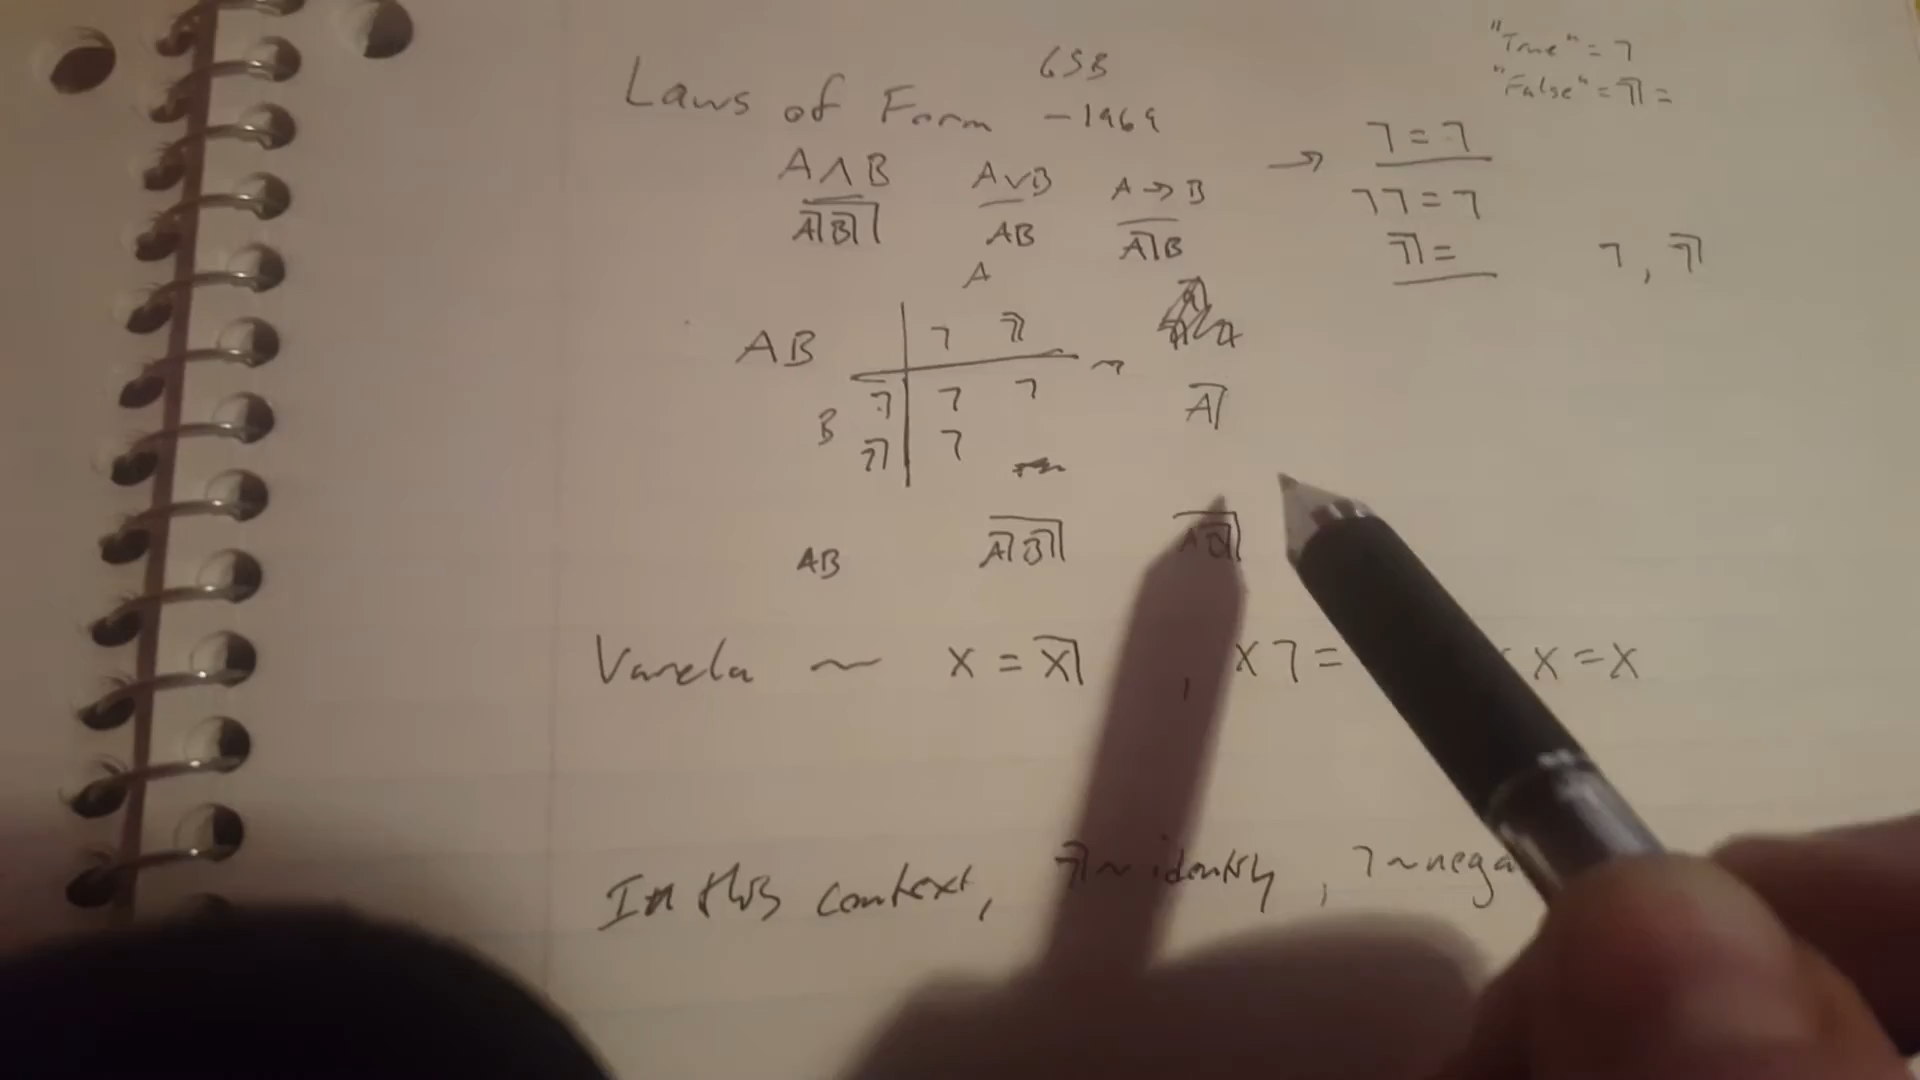 Laws of Form GSB
-1969
"True" = ⌝
"False" = ⌝⌝ =
A∧B A∨B A→B → ⌝ = ⌝
A⌝B⌝⌝ AB A⌝B ⌝⌝ = ⌝
⌝⌝ = ⌝, ⌝⌝
A
AB ⌝ ⌝⌝
⌝ ⌝ ⌝ A⌝
B
⌝⌝ ⌝
AB A⌝B⌝⌝
Varela ~ X = X⌝, X⌝ = X = X
In this context, ⌝⌝ ~ identity, ⌝ ~ nega